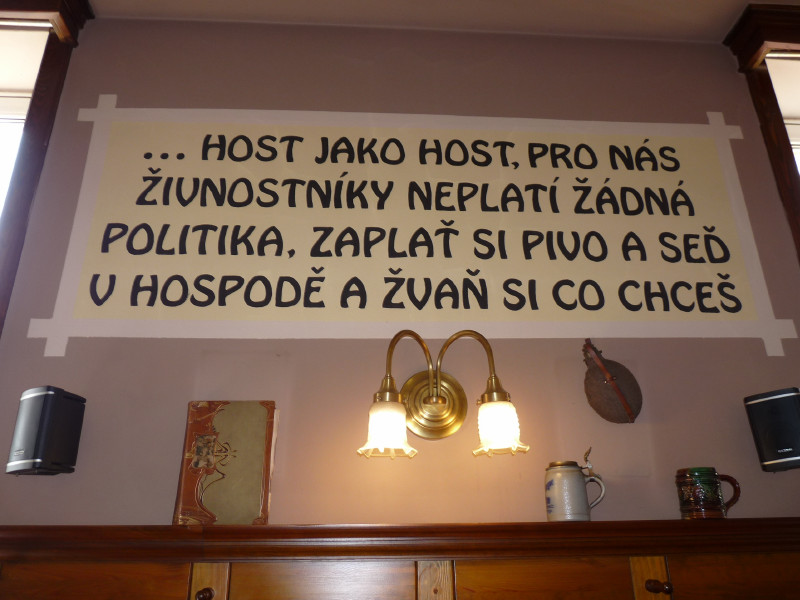 ... HOST JAKO HOST, PRO NÁS
ŽIVNOSTNÍKY NEPLATÍ ŽÁDNÁ
POLITIKA, ZAPLAŤ SI PIVO A SEĎ
V HOSPODĚ A ŽVAŇ SI CO CHCEŠ